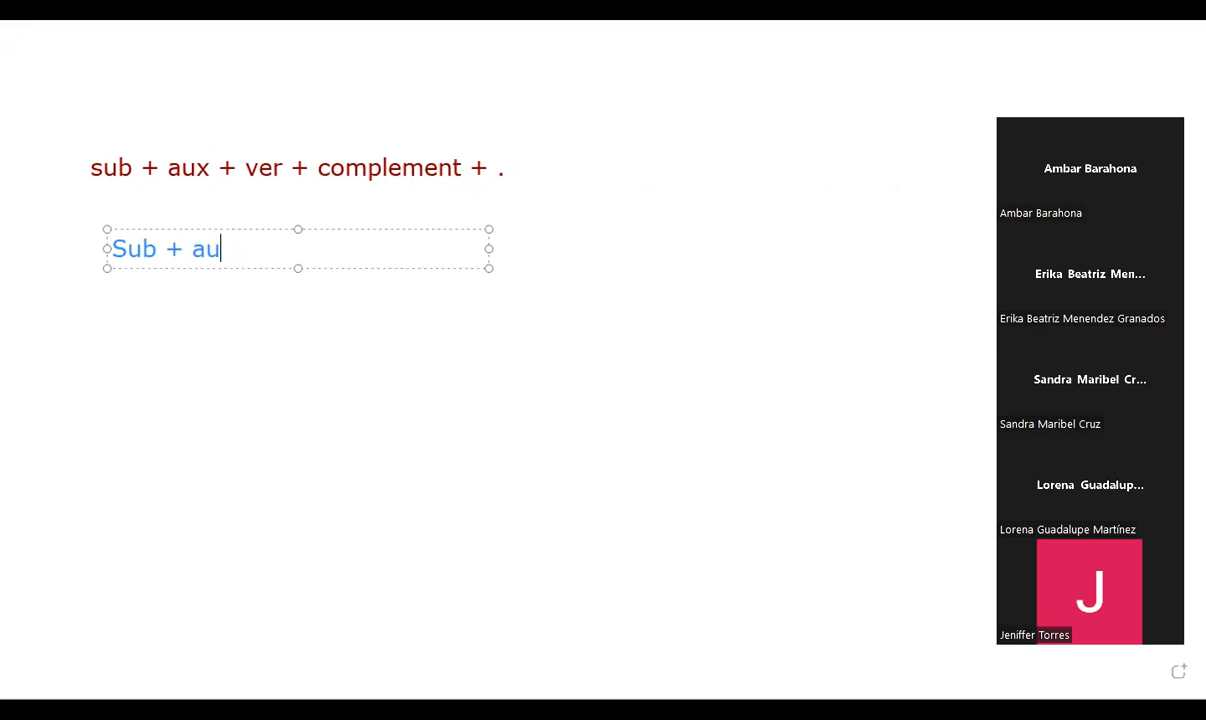 sub + aux + ver + complement + .
Sub + au
Ambar Barahona
Ambar Barahona
Erika Beatriz Men...
Erika Beatriz Menendez Granados
Sandra Maribel Cr...
Sandra Maribel Cruz
Lorena Guadalup...
Lorena Guadalupe Martínez
J
Jeniffer Torres